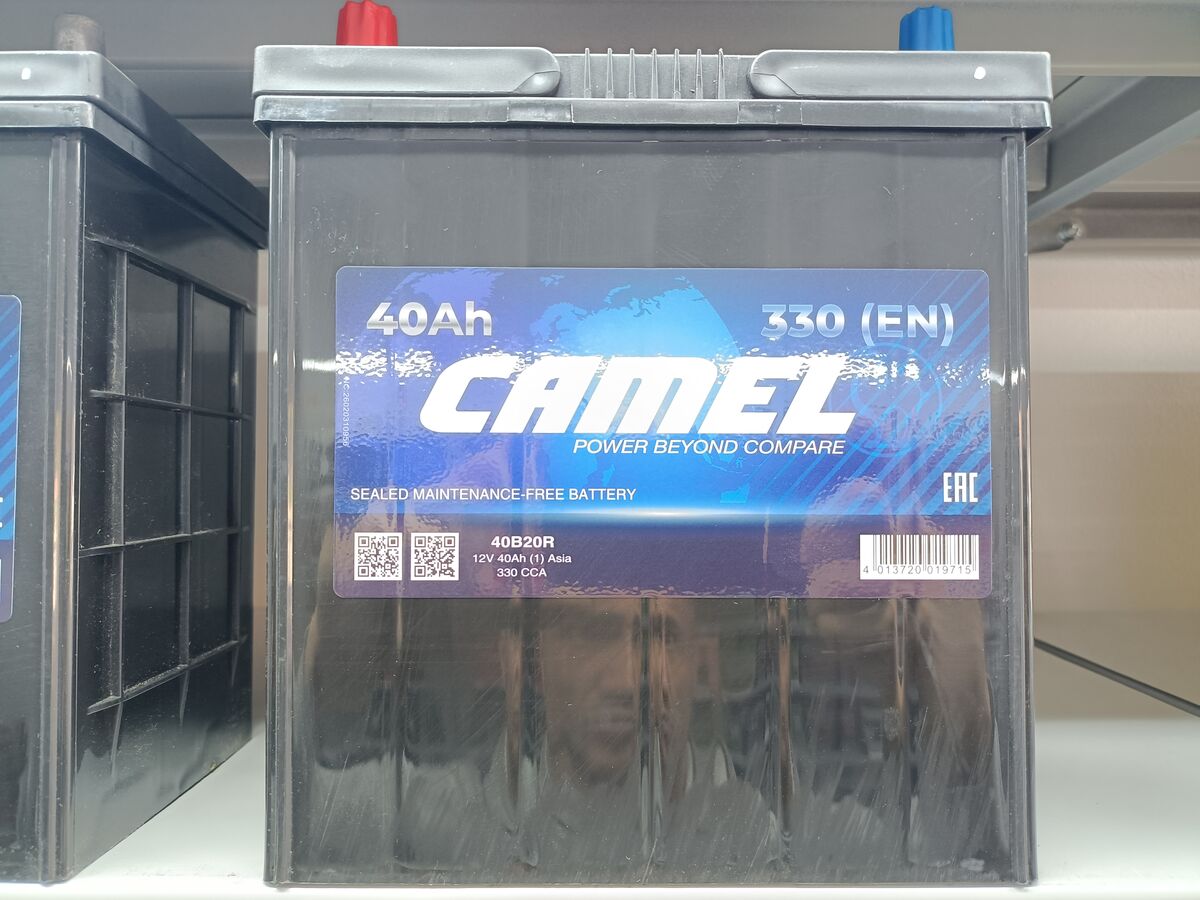 40Ah
330 (EN)
CAMEL
POWER BEYOND COMPARE
SEALED MAINTENANCE-FREE BATTERY
EAC
40B20R
12V 40Ah (1) Asia
330 CCA
4 013720 019715